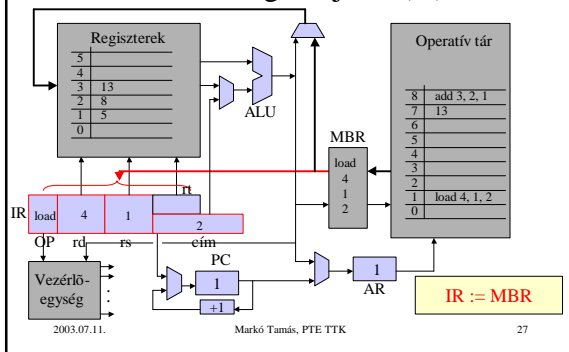 Regiszterek
5
4
3 13
2 8
1 5
0
ALU
Operatív tár
8 add 3, 2, 1
7 13
6
5
4
3
2
1 load 4, 1, 2
0
MBR
load
4
1
2
rt
IR load 4 1 2
OP rd rs cím
Vezérlõ-
egység
PC
1
+1
1
AR
IR := MBR
2003.07.11. Markó Tamás, PTE TTK 27